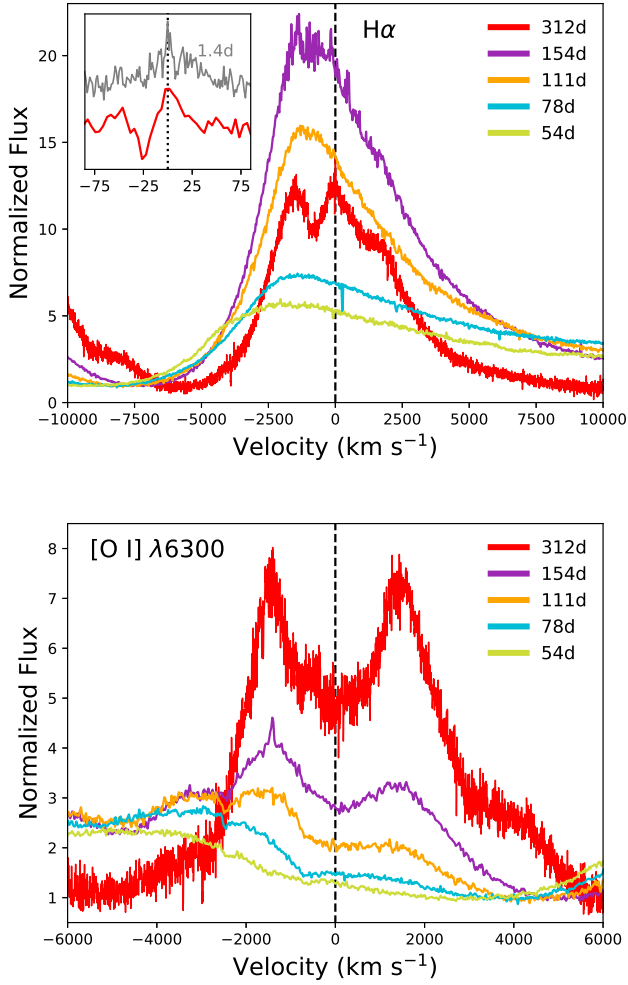 Hα
312d
154d
111d
78d
54d
1.4d
−75 −25 25 75
Normalized Flux
20
15
10
5
0
−10000 −7500 −5000 −2500 0 2500 5000 7500 10000
Velocity (km s⁻¹)
[O I] λ6300
312d
154d
111d
78d
54d
Normalized Flux
8
7
6
5
4
3
2
1
−6000 −4000 −2000 0 2000 4000 6000
Velocity (km s⁻¹)